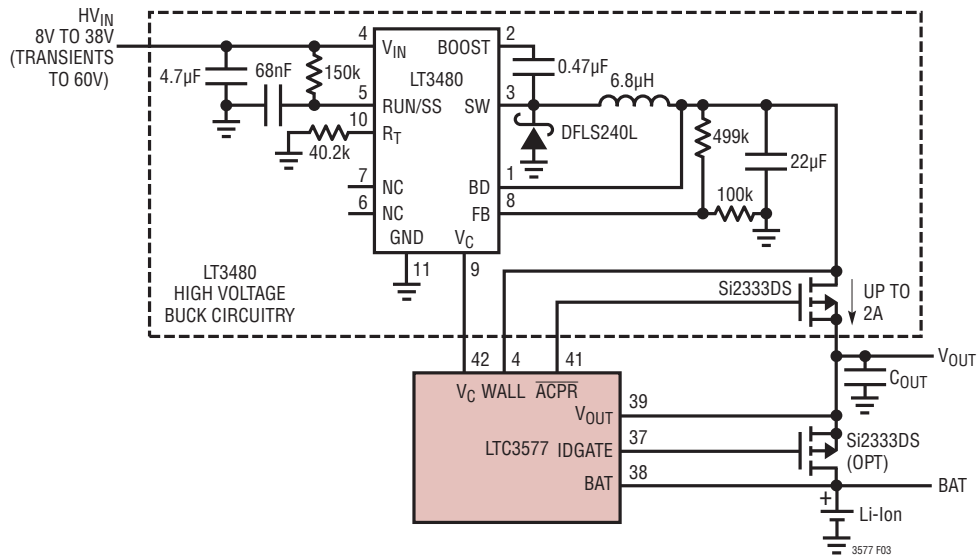 HVIN
8V TO 38V
(TRANSIENTS
TO 60V)
4.7µF
68nF
150k
40.2k
4
5
10
7
6
VIN
RUN/SS
RT
NC
NC
GND
11
VC
9
LT3480
BOOST
SW
BD
FB
2
3
1
8
0.47µF
6.8µH
DFLS240L
499k
100k
22µF
LT3480
HIGH VOLTAGE
BUCK CIRCUITRY
Si2333DS
UP TO
2A
42
4
41
VC
WALL
ACPR
LTC3577
VOUT
IDGATE
BAT
39
37
38
VOUT
COUT
Si2333DS
(OPT)
BAT
+
Li-Ion
3577 F03